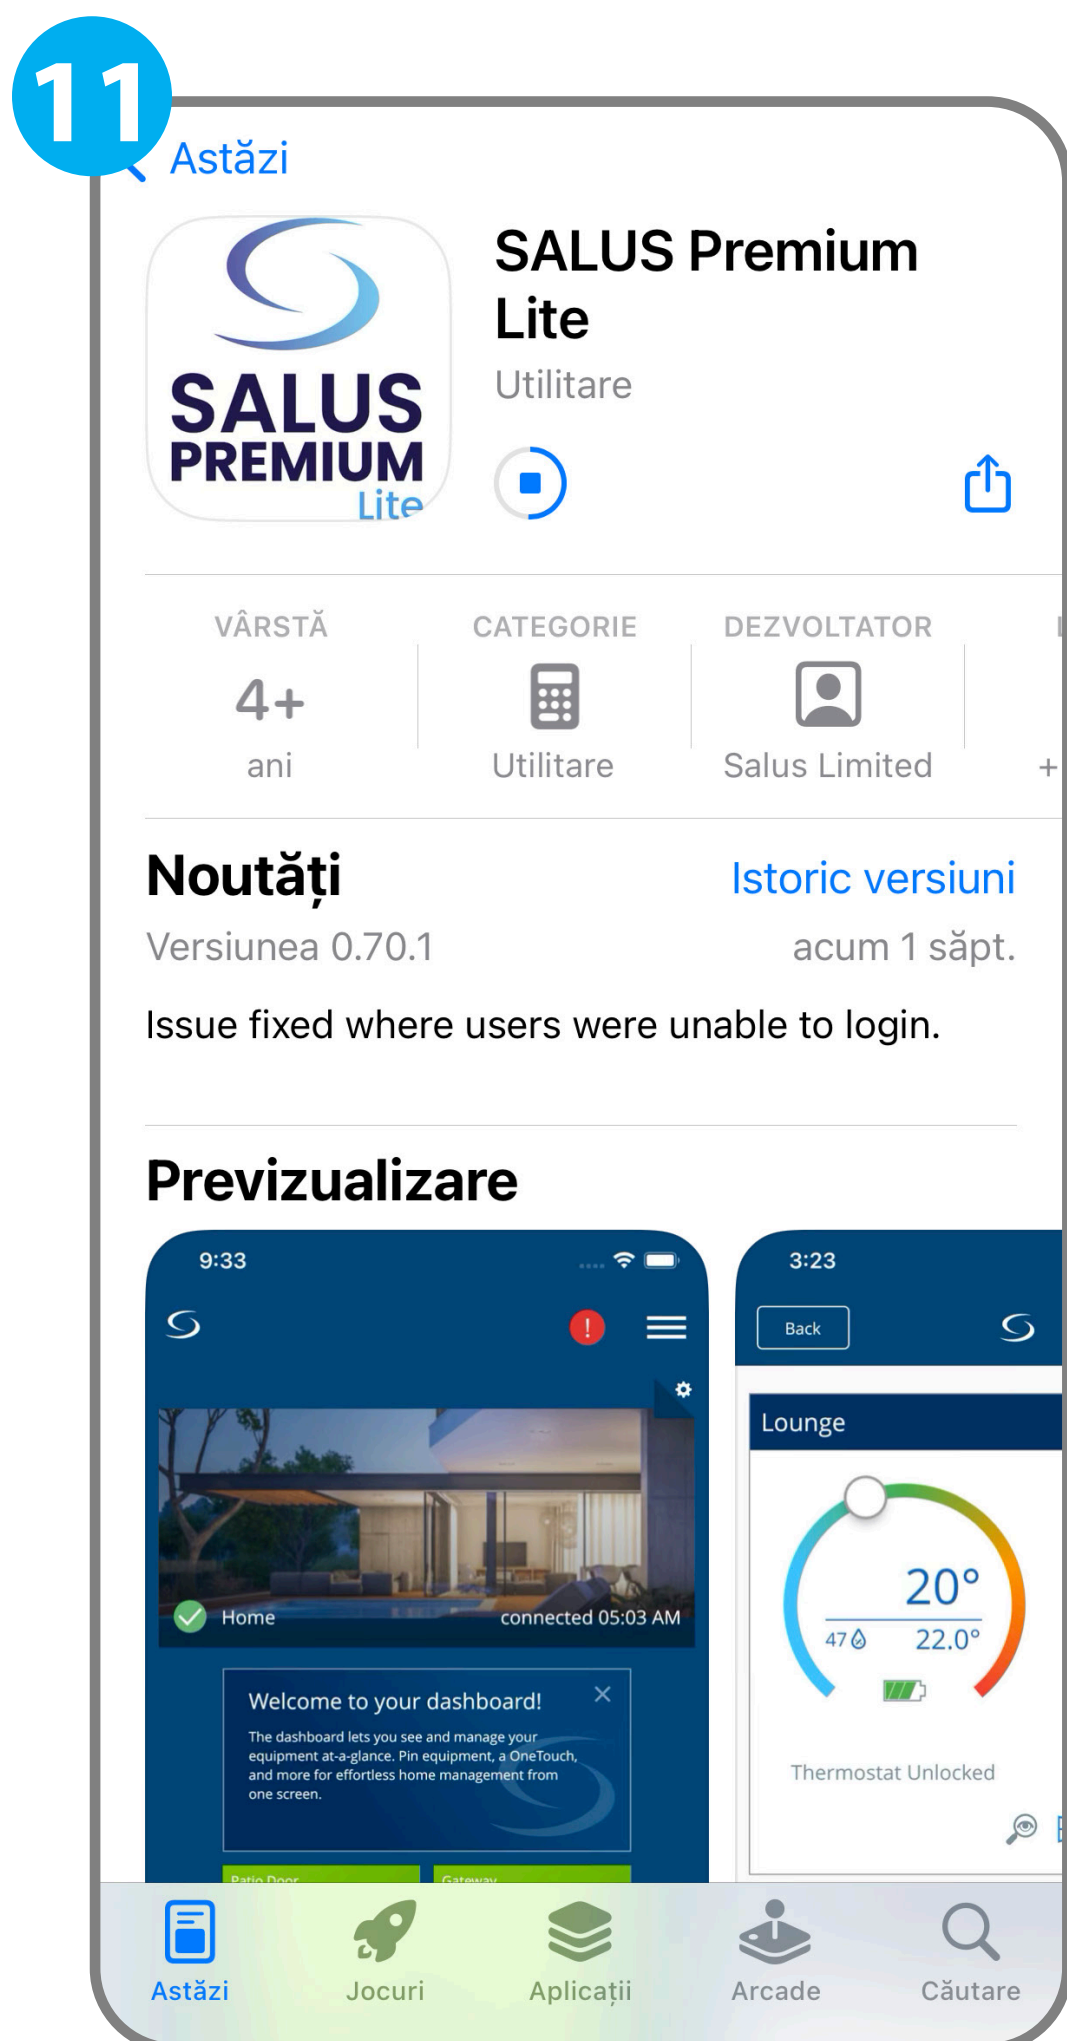 11
Astăzi
SALUS
PREMIUM
Lite
SALUS Premium
Lite
Utilitare
VÂRSTĂ
4+
ani
CATEGORIE
Utilitare
DEZVOLTATOR
Salus Limited
+
Noutăți
Istoric versiuni
Versiunea 0.70.1
acum 1 săpt.
Issue fixed where users were unable to login.
Previzualizare
9:33
!
Home
connected 05:03 AM
Welcome to your dashboard!
The dashboard lets you see and manage your
equipment at-a-glance. Pin equipment, a OneTouch,
and more for effortless home management from
one screen.
Patio Door
Gateway
3:23
Back
Lounge
20°
47
22.0°
Thermostat Unlocked
Astăzi
Jocuri
Aplicații
Arcade
Căutare